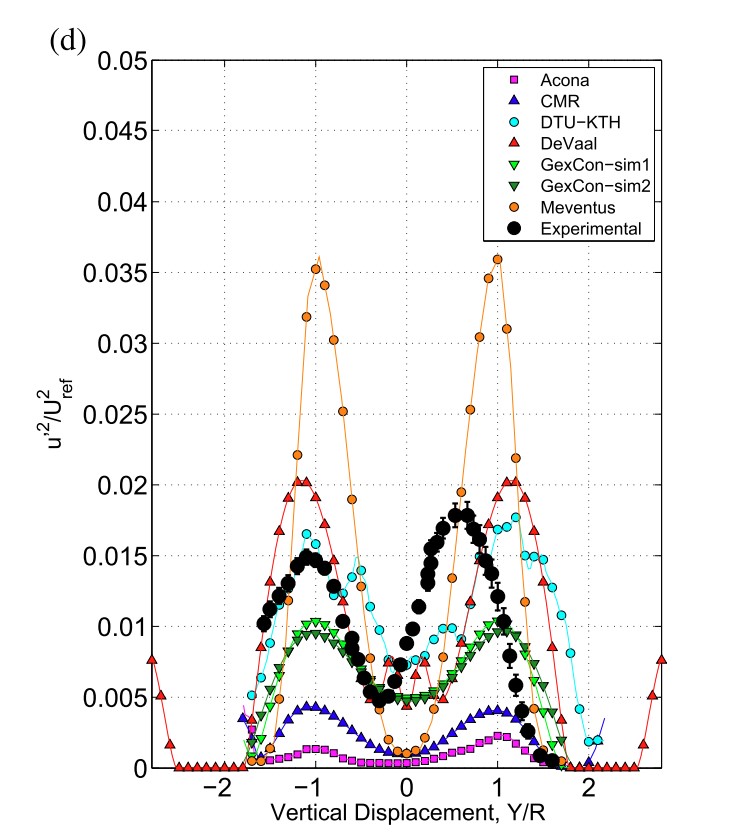 (d)
0.05
0.045
0.04
0.035
0.03
0.025
0.02
0.015
0.01
0.005
0
u'²/U²ref
Acona
CMR
DTU−KTH
DeVaal
GexCon−sim1
GexCon−sim2
Meventus
Experimental
−2 −1 0 1 2
Vertical Displacement, Y/R